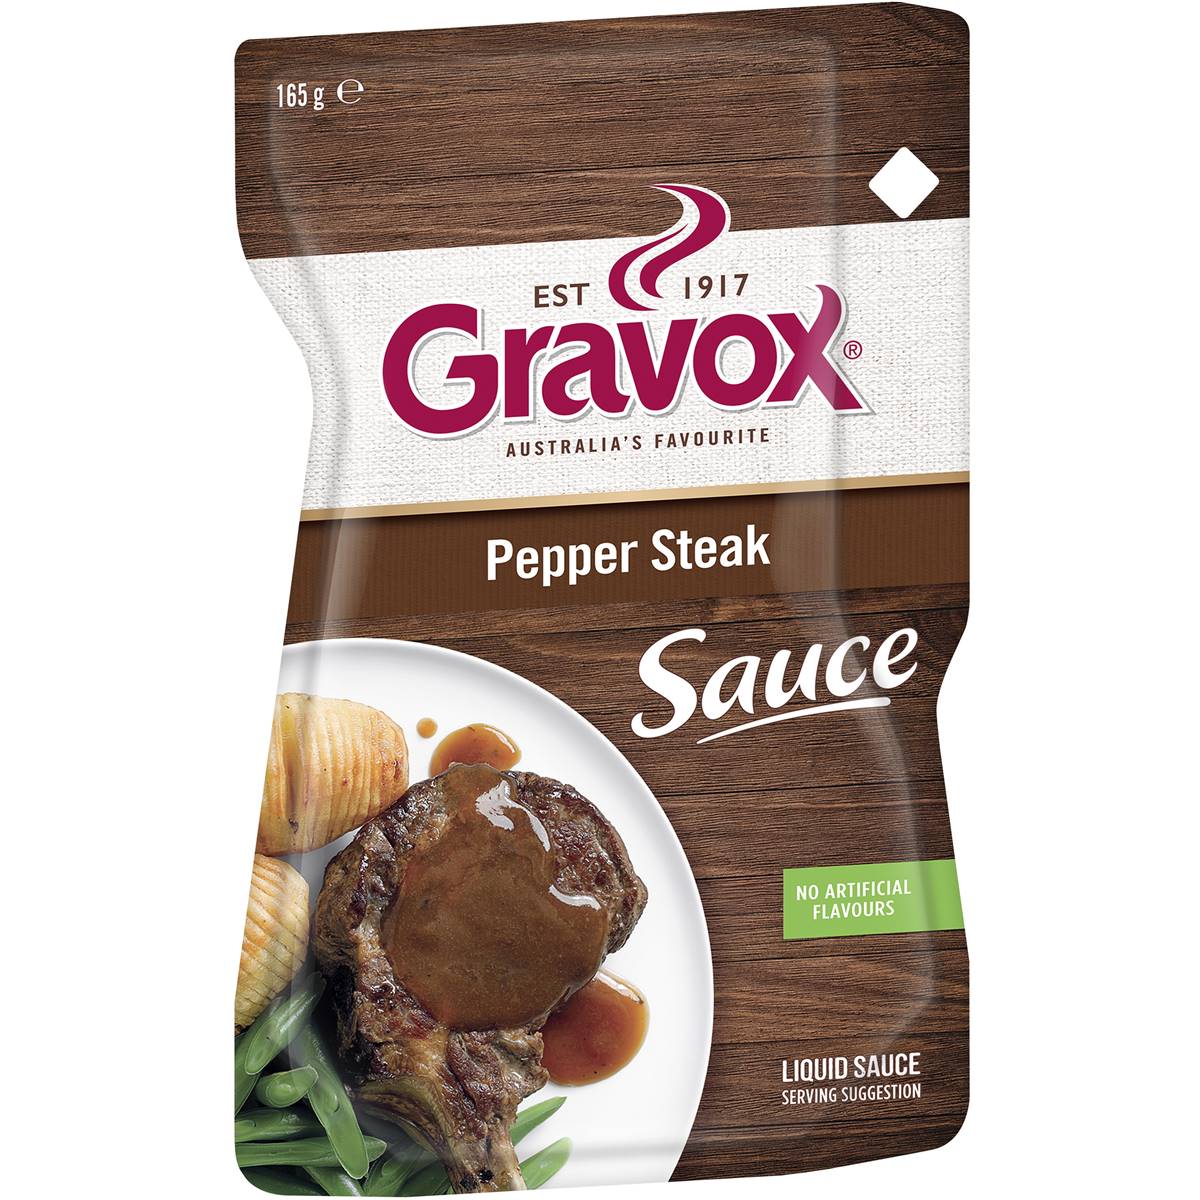 165 g ℮
EST 1917
Gravox®
AUSTRALIA'S FAVOURITE
Pepper Steak
Sauce
NO ARTIFICIAL
FLAVOURS
LIQUID SAUCE
SERVING SUGGESTION